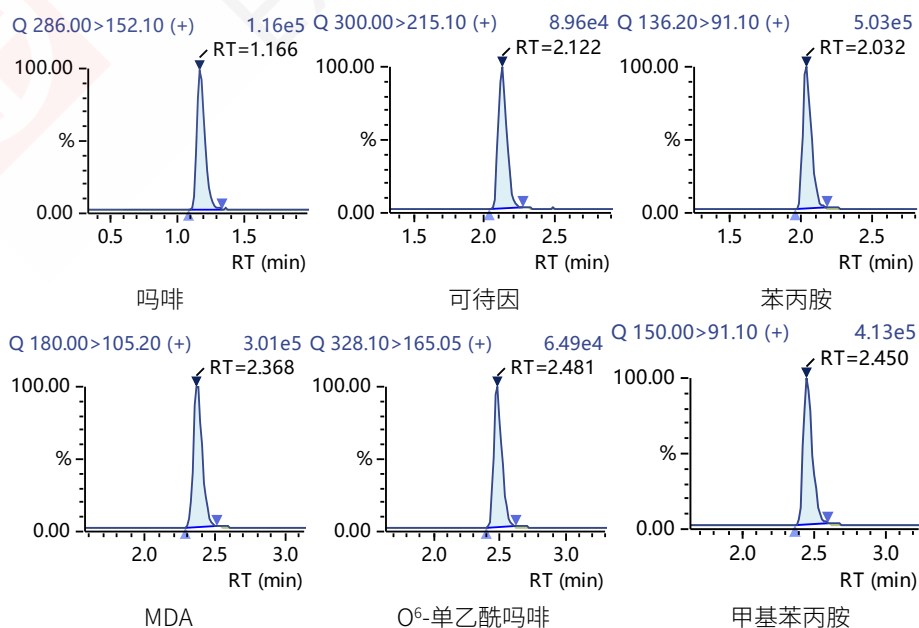 Q 286.00>152.10 (+) 1.16e5
RT=1.166
100.00
%
0.00
0.5 1.0 1.5
RT (min)
吗啡
Q 300.00>215.10 (+) 8.96e4
RT=2.122
100.00
%
0.00
1.5 2.0 2.5
RT (min)
可待因
Q 136.20>91.10 (+) 5.03e5
RT=2.032
100.00
%
0.00
1.5 2.0 2.5
RT (min)
苯丙胺
Q 180.00>105.20 (+) 3.01e5
RT=2.368
100.00
%
0.00
2.0 2.5 3.0
RT (min)
MDA
Q 328.10>165.05 (+) 6.49e4
RT=2.481
100.00
%
0.00
2.0 2.5 3.0
RT (min)
O⁶-单乙酰吗啡
Q 150.00>91.10 (+) 4.13e5
RT=2.450
100.00
%
0.00
2.0 2.5 3.0
RT (min)
甲基苯丙胺